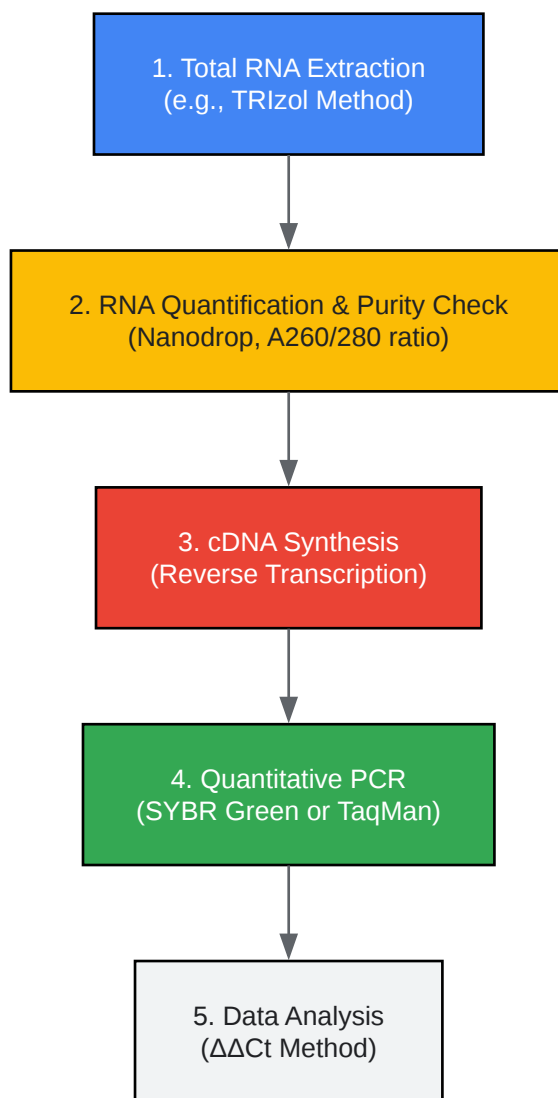 1. Total RNA Extraction
(e.g., TRIzol Method)
2. RNA Quantification & Purity Check
(Nanodrop, A260/280 ratio)
3. cDNA Synthesis
(Reverse Transcription)
4. Quantitative PCR
(SYBR Green or TaqMan)
5. Data Analysis
(ΔΔCt Method)